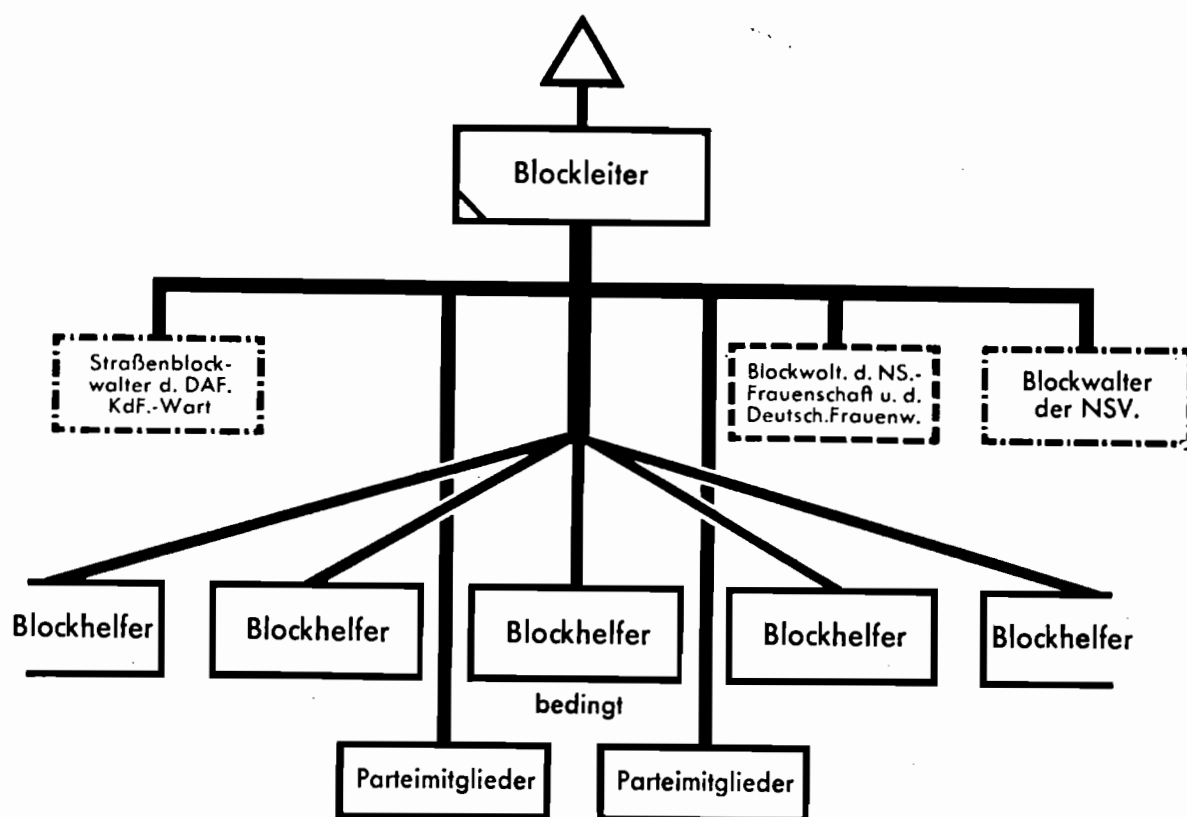 Blockleiter
Straßenblock-
walter d. DAF.
KdF.-Wart
Blockwolt. d. NS.-
Frauenschaft u. d.
Deutsch.Frauenw.
Blockwalter
der NSV.
Blockhelfer
Blockhelfer
Blockhelfer
Blockhelfer
Blockhelfer
bedingt
Parteimitglieder
Parteimitglieder